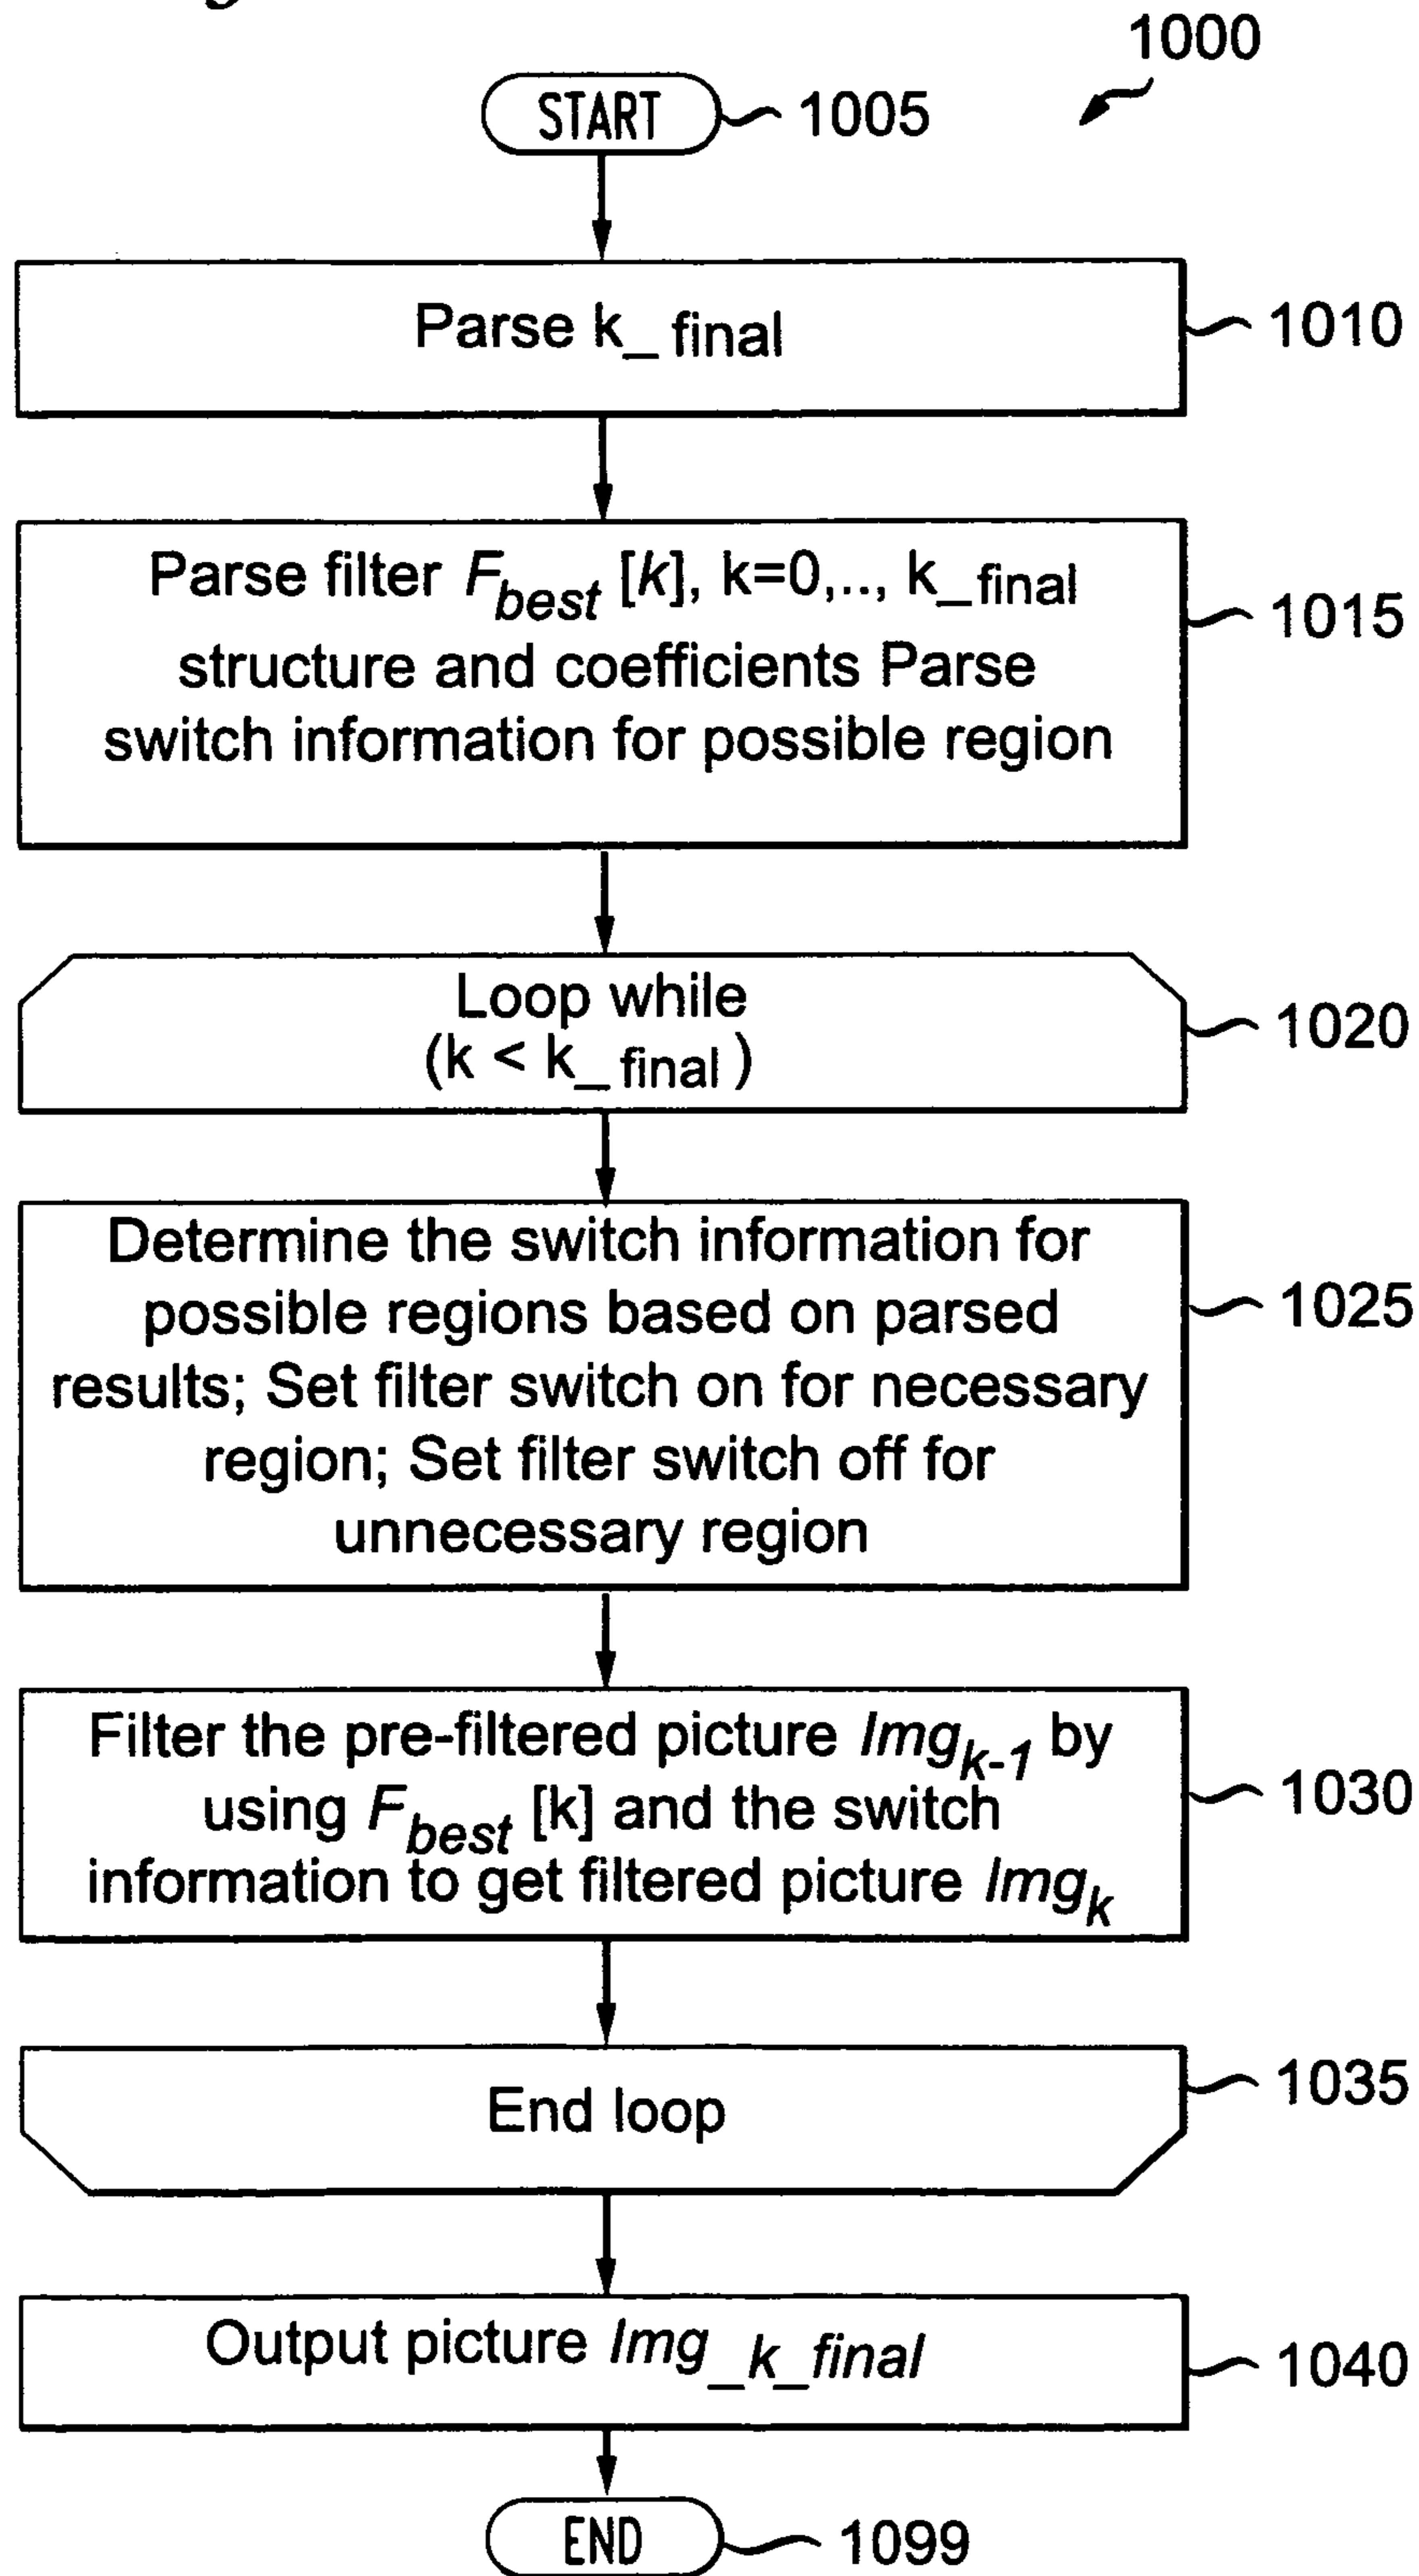 1000
START 1005
Parse k_final 1010
Parse filter F_best [k], k=0,.., k_final
structure and coefficients Parse
switch information for possible region
1015
Loop while
(k < k_final)
1020
Determine the switch information for
possible regions based on parsed
results; Set filter switch on for necessary
region; Set filter switch off for
unnecessary region
1025
Filter the pre-filtered picture Img_k-1 by
using F_best [k] and the switch
information to get filtered picture Img_k
1030
End loop 1035
Output picture Img_k_final 1040
END 1099